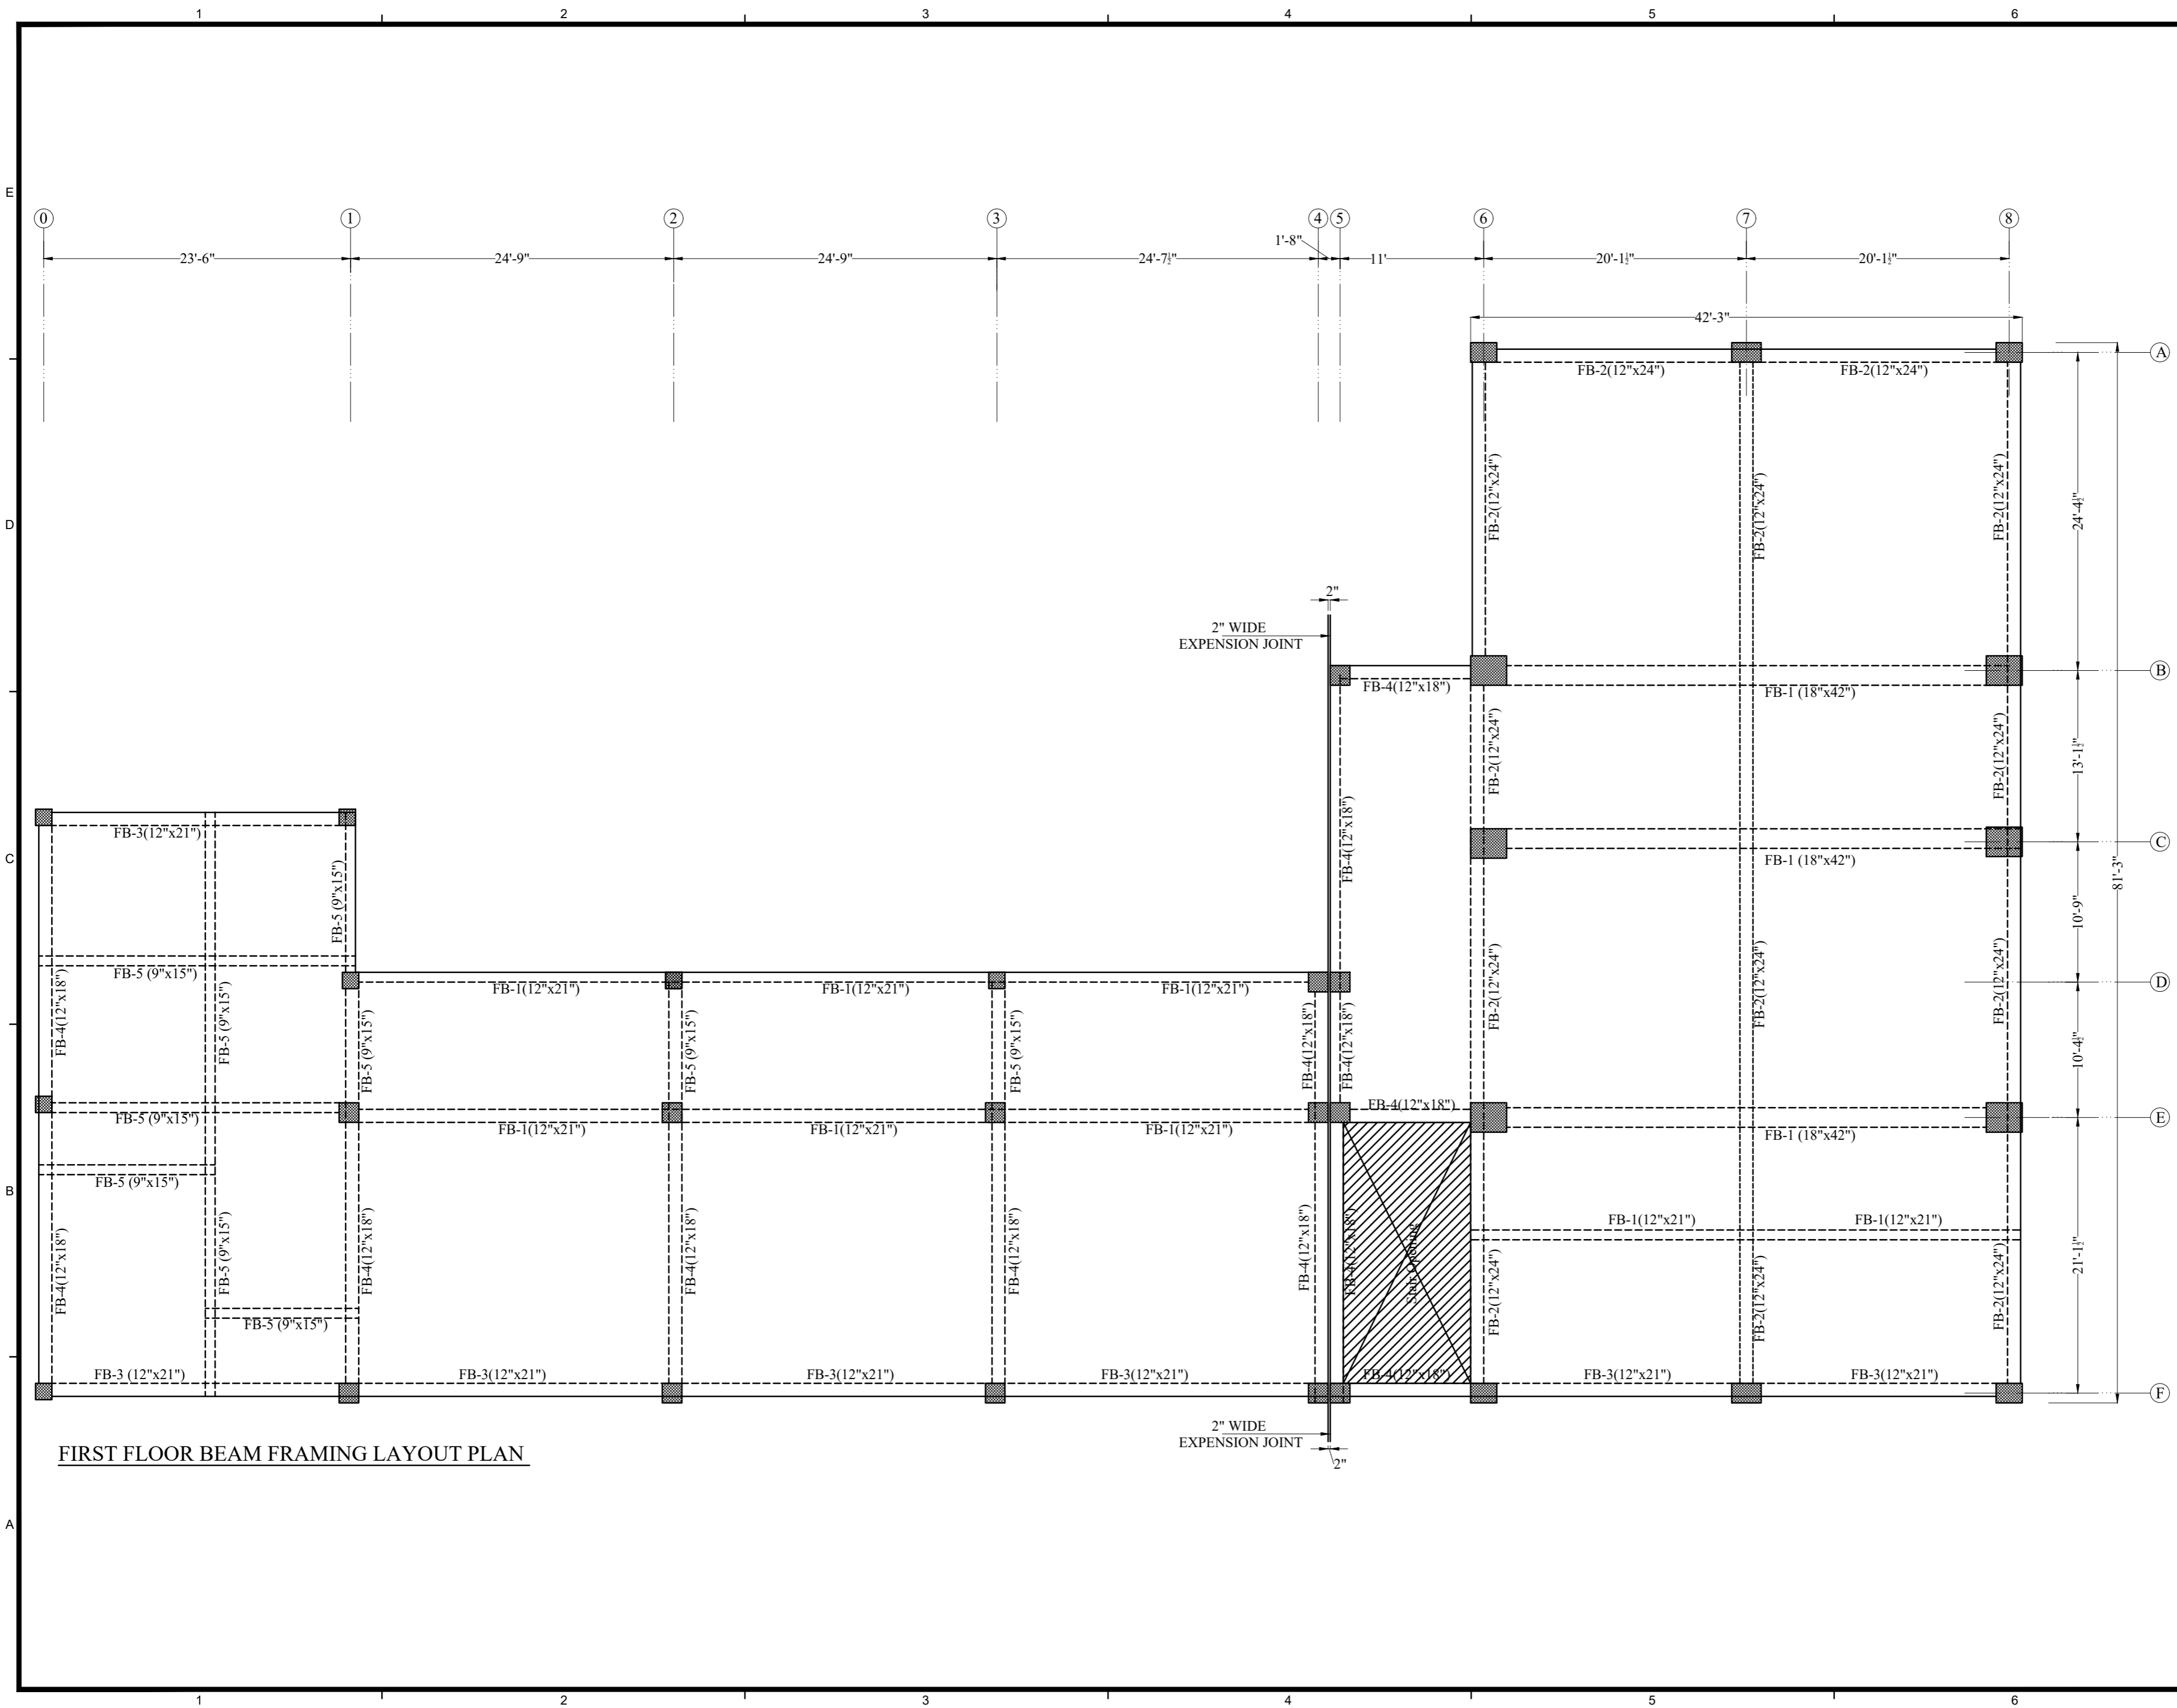 1 2 3 4 5 6
E
0 1 2 3 4 5 6 7 8
1'-8"
23'-6" 24'-9" 24'-9" 24'-7½" 11' 20'-1½" 20'-1½"
42'-3"
A
FB-2(12"x24") FB-2(12"x24")
FB-2(12"x24")
FB-2(12"x24")
FB-2(12"x24")
24'-4½"
D
2"
2" WIDE
EXPENSION JOINT
B
FB-4(12"x18")
FB-1 (18"x42")
FB-2(12"x24")
FB-2(12"x24")
13'-1½"
FB-4(12"x18")
FB-3(12"x21")
C
C
FB-1 (18"x42")
81'-3"
FB-5 (9"x15")
10'-9"
FB-5 (9"x15")
FB-4(12"x18")
FB-5 (9"x15")
FB-1(12"x21") FB-1(12"x21") FB-1(12"x21")
FB-2(12"x24")
FB-2(12"x24")
FB-2(12"x24")
D
FB-5 (9"x15")
FB-5 (9"x15")
FB-5 (9"x15")
FB-4(12"x18")
FB-4(12"x18")
10'-4½"
FB-5 (9"x15")
FB-4(12"x18")
E
FB-1(12"x21") FB-1(12"x21") FB-1(12"x21")
FB-1 (18"x42")
FB-5 (9"x15")
B
FB-1(12"x21") FB-1(12"x21")
FB-4(12"x18")
FB-5 (9"x15")
FB-4(12"x18")
FB-4(12"x18")
FB-4(12"x18")
FB-4(12"x18")
FB-4(12"x18")
Stair Opening
FB-2(12"x24")
FB-2(12"x24")
FB-2(12"x24")
21'-1½"
FB-5 (9"x15")
FB-3 (12"x21") FB-3(12"x21") FB-3(12"x21") FB-3(12"x21") FB-4(12"x18") FB-3(12"x21") FB-3(12"x21")
F
2" WIDE
EXPENSION JOINT
2"
FIRST FLOOR BEAM FRAMING LAYOUT PLAN
A
1 2 3 4 5 6